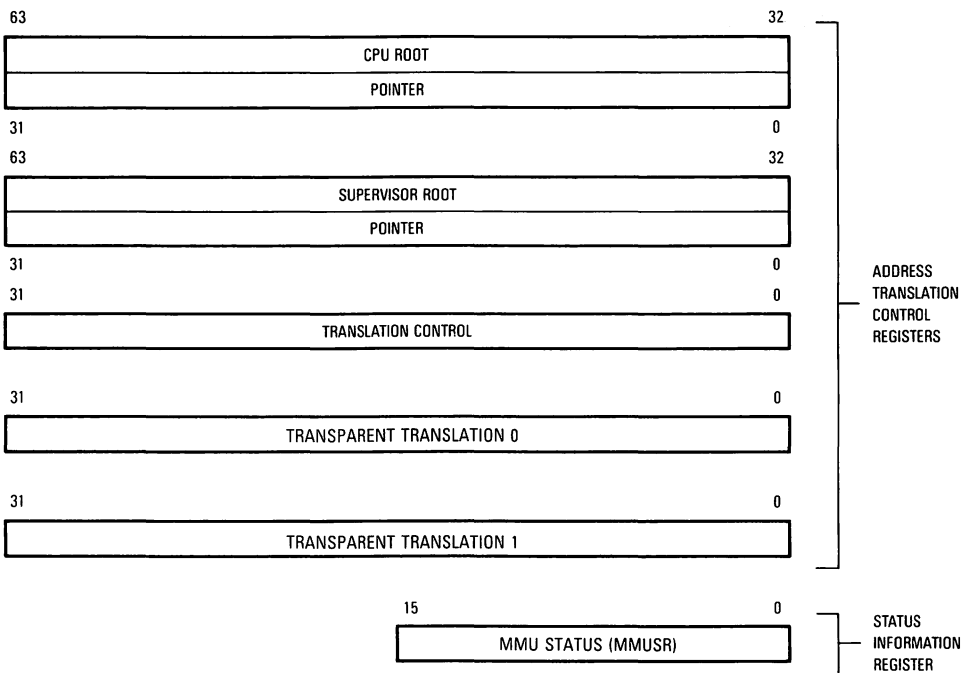 63 32
CPU ROOT
POINTER
31 0
63 32
SUPERVISOR ROOT
POINTER
31 0
31 0
TRANSLATION CONTROL
31 0
TRANSPARENT TRANSLATION 0
31 0
TRANSPARENT TRANSLATION 1
ADDRESS
TRANSLATION
CONTROL
REGISTERS
15 0
MMU STATUS (MMUSR)
STATUS
INFORMATION
REGISTER